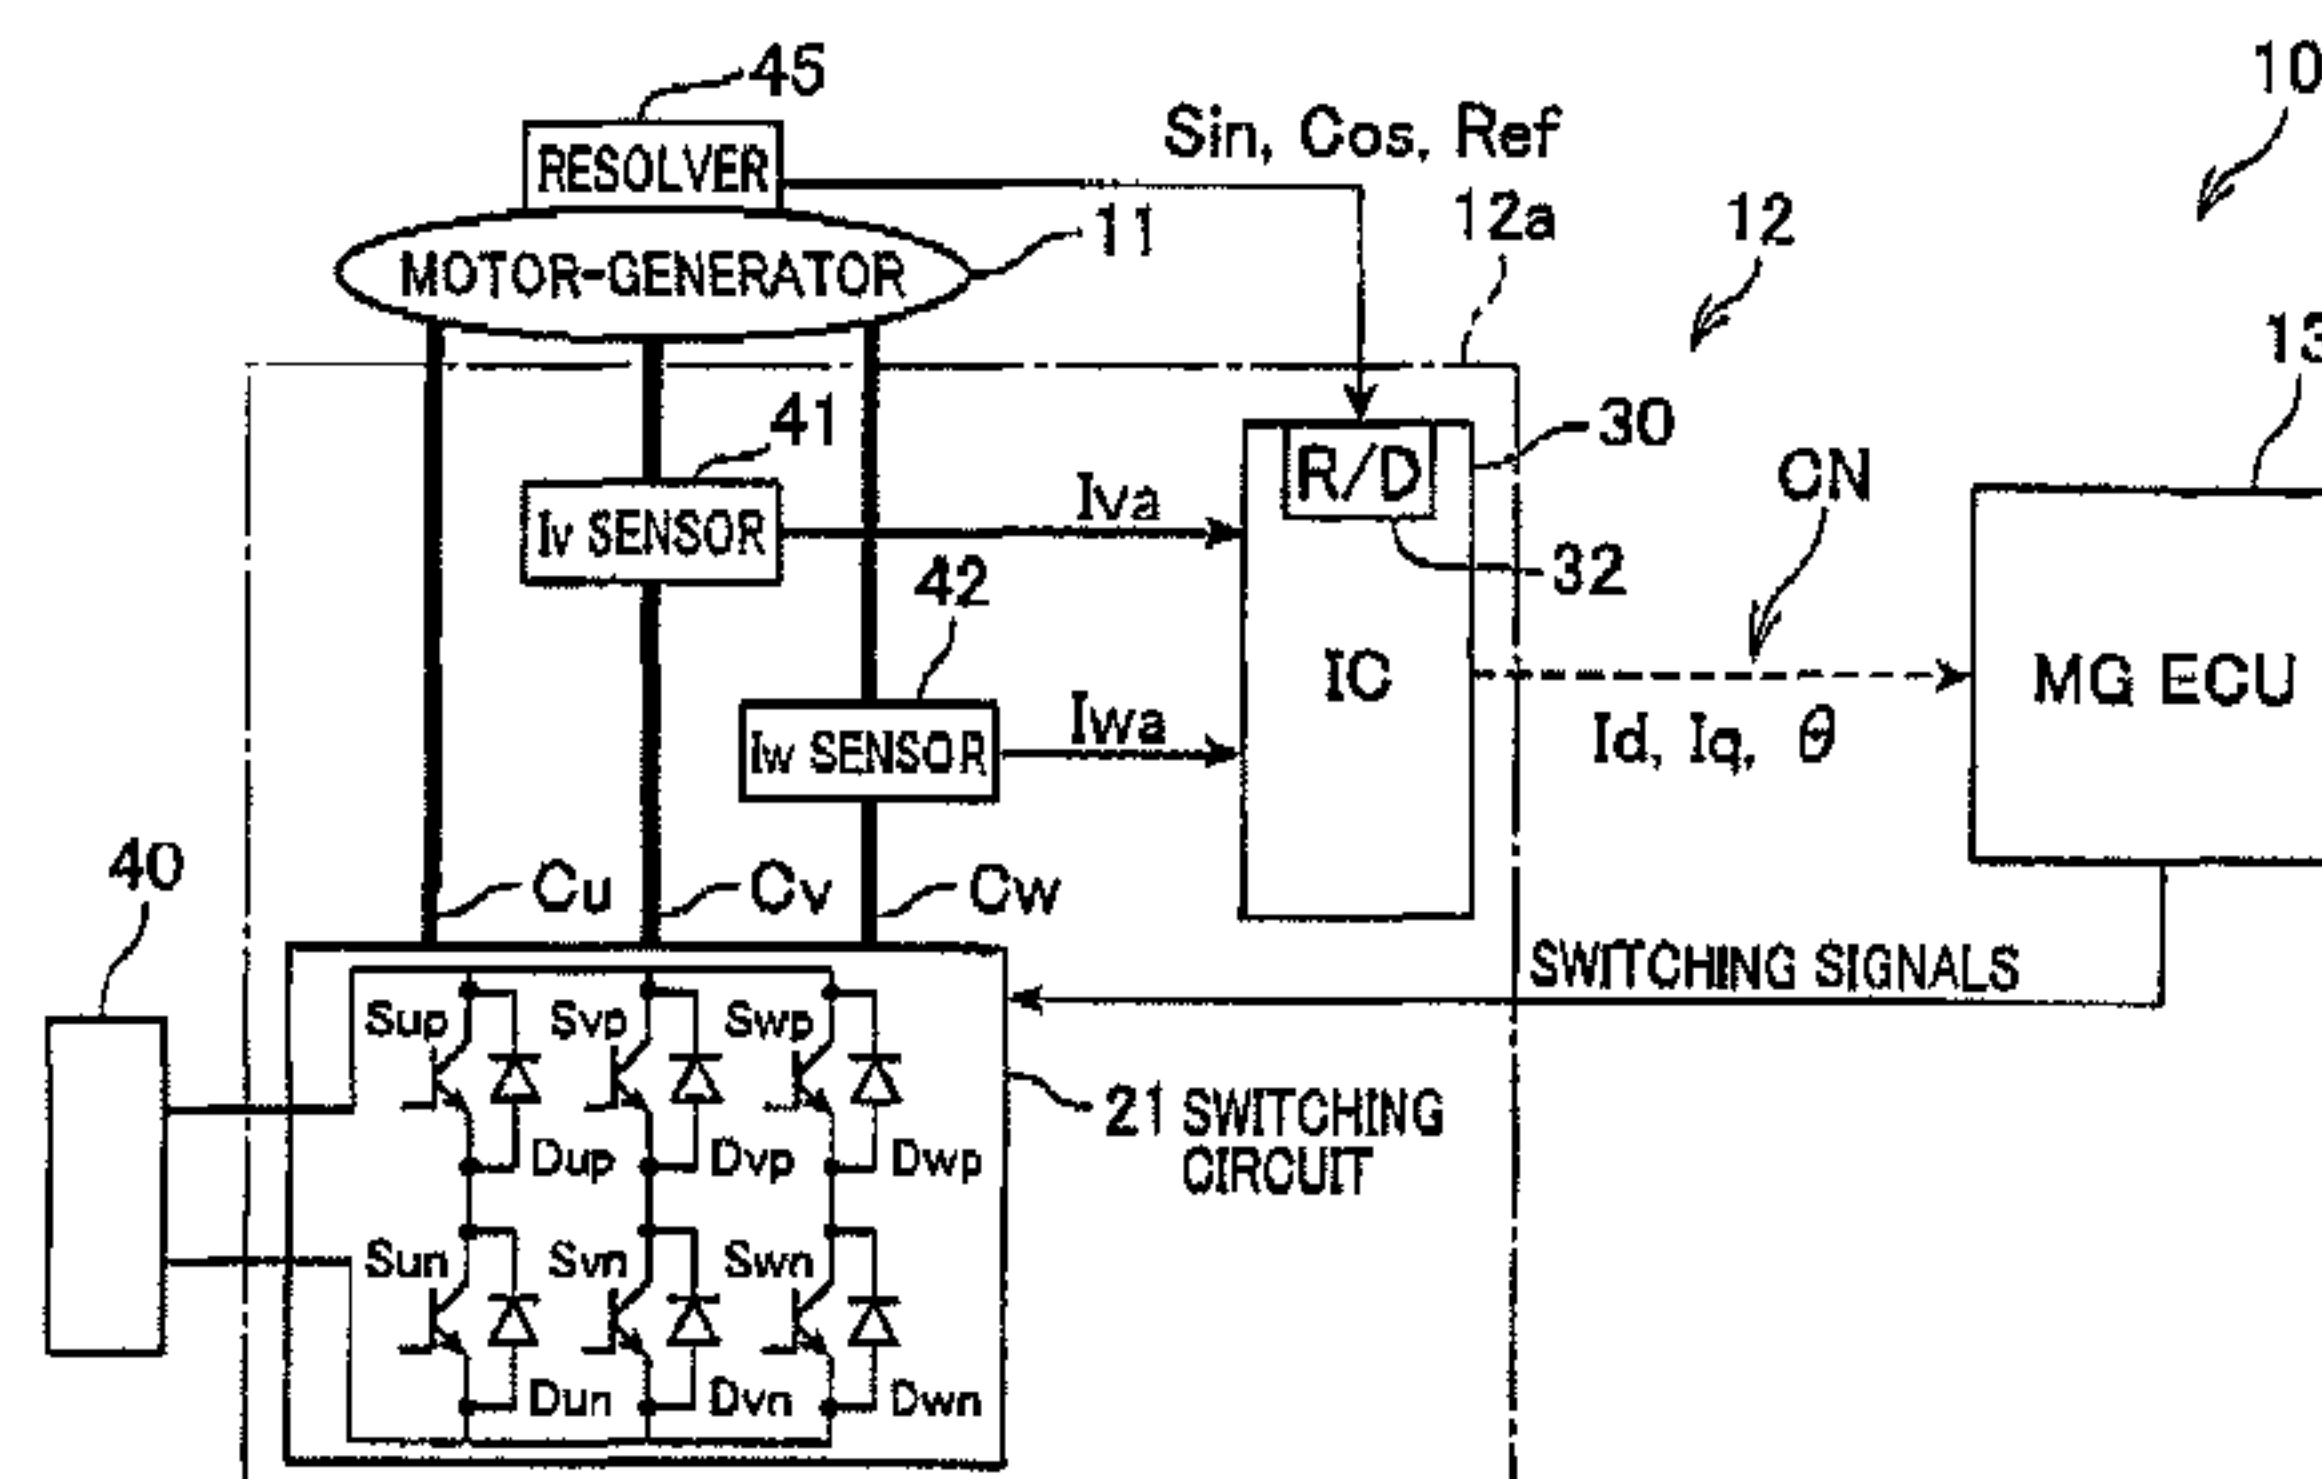 45
10
Sin, Cos, Ref
RESOLVER
12a
12
11
MOTOR-GENERATOR
13
41
30
R/D
CN
Iva
Iv SENSOR
42
32
IC
MG ECU
Iwa
Id, Iq, θ
Iw SENSOR
40
Cu
Cv
Cw
SWITCHING SIGNALS
Sup
Svp
Swp
21 SWITCHING
CIRCUIT
Dup
Dvp
Dwp
Sun
Svn
Swn
Dun
Dvn
Dwn